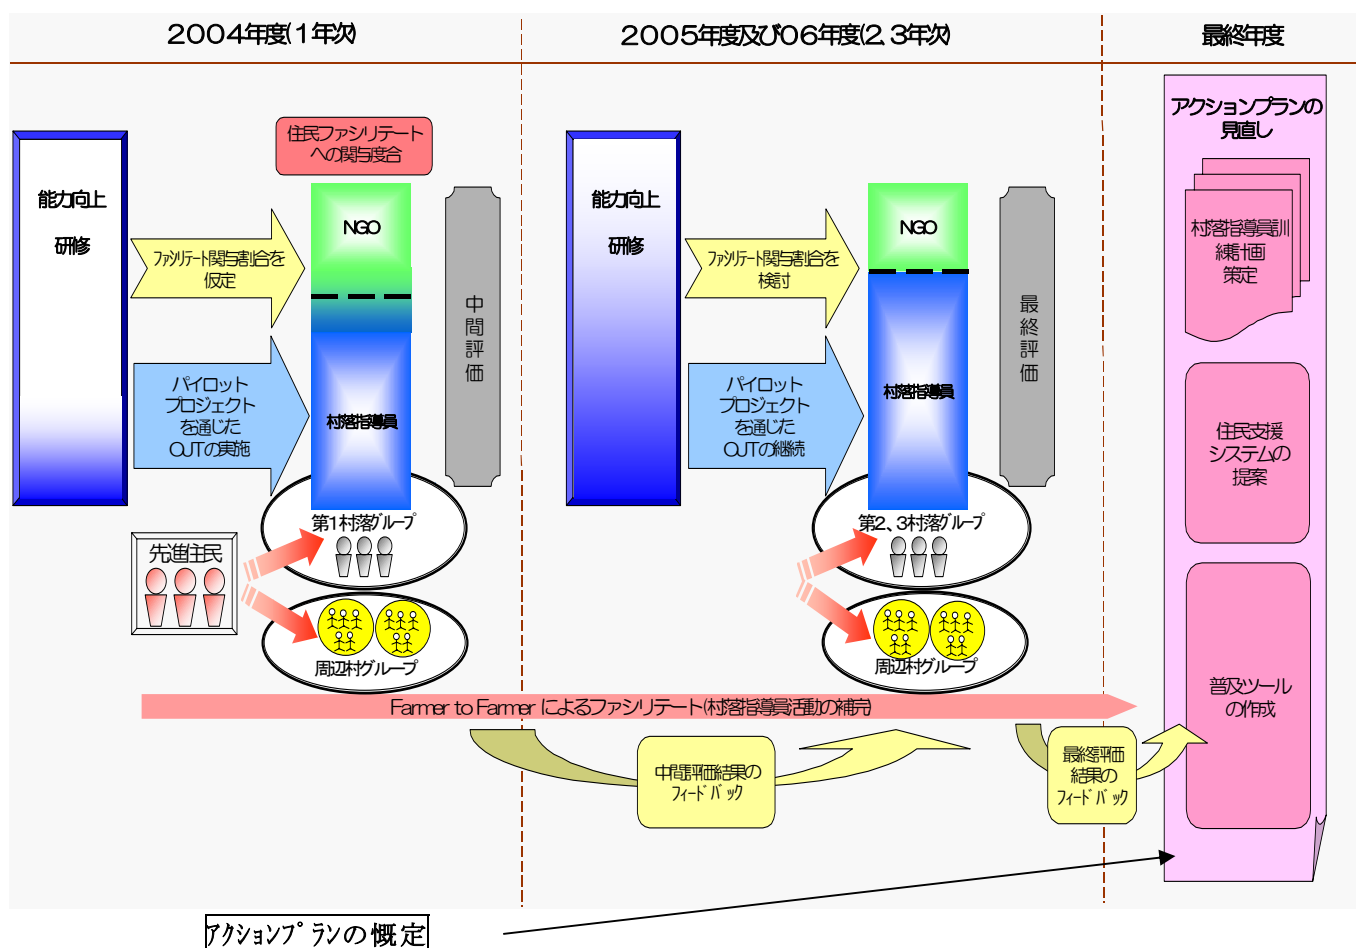 2004年度(1年次)
2005年度及び06年度(2,3年次)
最終年度
能力向上
研修
住民ファシリテート
への関与度合
NGO
ファシリテート関与割合を
仮定
パイロット
プロジェクト
を通じた
OJTの実施
村落指導員
中間評価
第1村落グループ
先進住民
周辺村グループ
能力向上
研修
NGO
ファシリテート関与割合を
検討
パイロット
プロジェクト
を通じた
OJTの継続
村落指導員
最終評価
第2、3村落グループ
周辺村グループ
アクションプランの
見直し
村落指導員訓
練計画
策定
住民支援
システムの
提案
普及ツール
の作成
Farmer to Farmer によるファシリテート(村落指導員活動の補完)
中間評価結果の
フィードバック
最終評価
結果の
フィードバック
アクションプランの概定